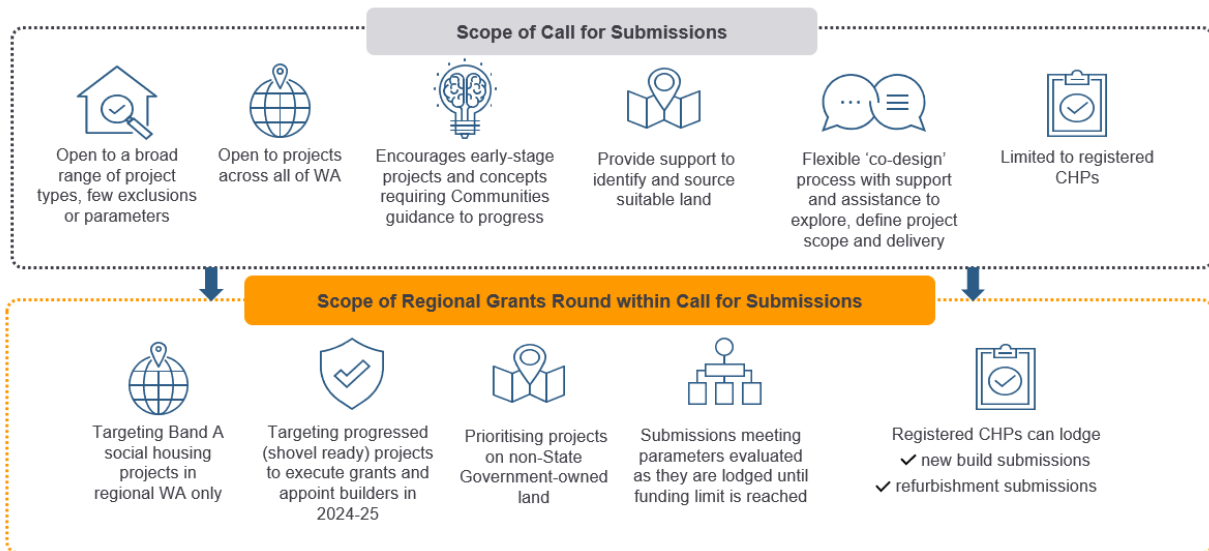 Scope of Call for Submissions
Open to a broad
range of project
types, few exclusions
or parameters
Open to projects
across all of WA
Encourages early-stage
projects and concepts
requiring Communities
guidance to progress
Provide support to
identify and source
suitable land
Flexible ‘co-design’
process with support
and assistance to
explore, define project
scope and delivery
Limited to registered
CHPs
Scope of Regional Grants Round within Call for Submissions
Targeting Band A
social housing
projects in
regional WA only
Targeting progressed
(shovel ready) projects
to execute grants and
appoint builders in
2024-25
Prioritising projects
on non-State
Government-owned
land
Submissions meeting
parameters evaluated
as they are lodged until
funding limit is reached
Registered CHPs can lodge
✓ new build submissions
✓ refurbishment submissions